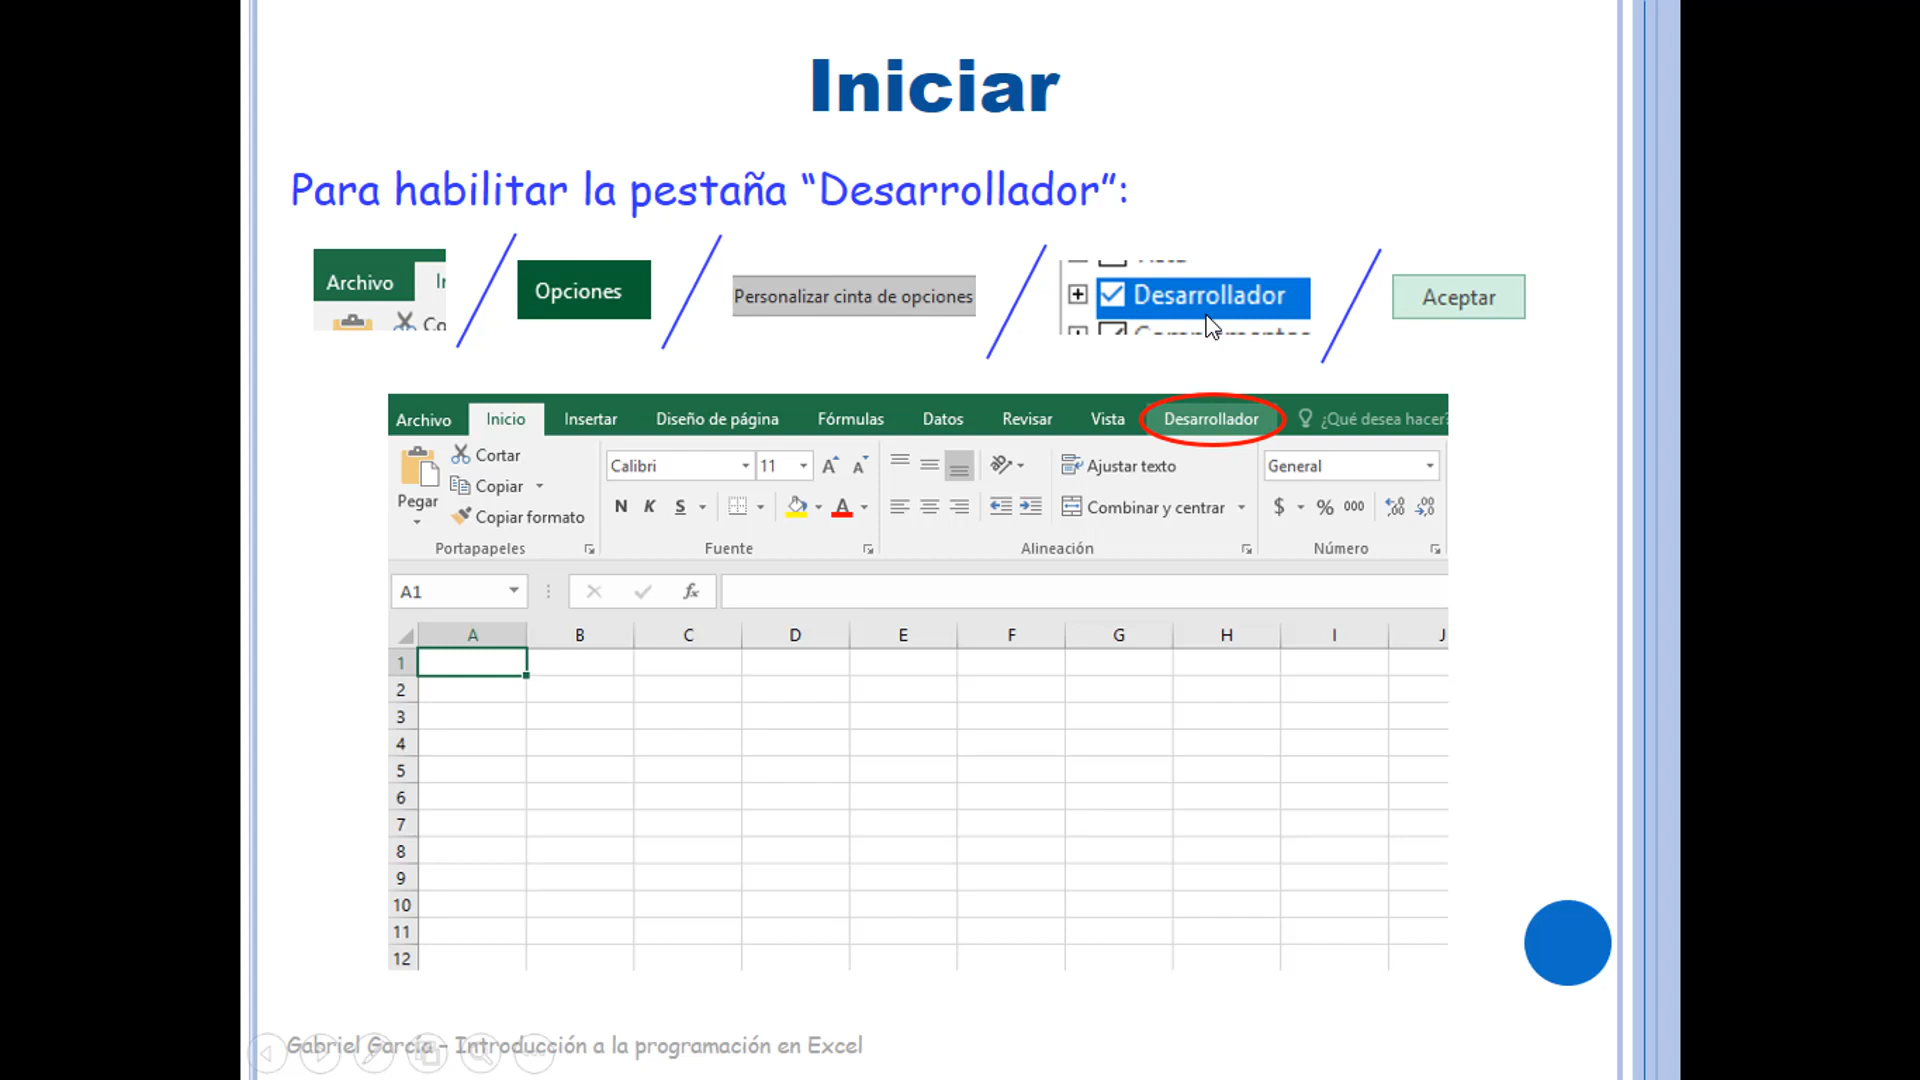 Iniciar
Para habilitar la pestaña “Desarrollador”:
Archivo
Opciones
Personalizar cinta de opciones
Desarrollador
Aceptar
Archivo Inicio Insertar Diseño de página Fórmulas Datos Revisar Vista Desarrollador ¿Qué desea hacer?
Pegar
Cortar
Copiar
Copiar formato
Portapapeles
Calibri 11
N K S
Fuente
Ajustar texto
Combinar y centrar
Alineación
General
$ % 000
Número
A1 fx
A B C D E F G H I J
1
2
3
4
5
6
7
8
9
10
11
12
Gabriel García – Introducción a la programación en Excel